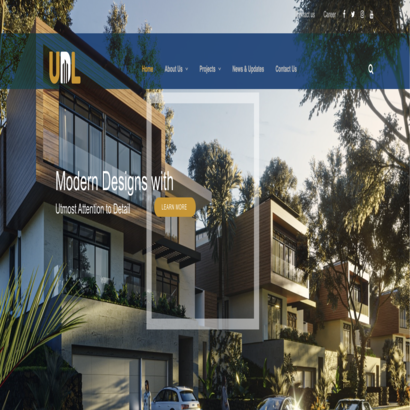 Contact us Career
UDL
Home About Us Projects News & Updates Contact Us
Modern Designs with
Utmost Attention to Detail
LEARN MORE